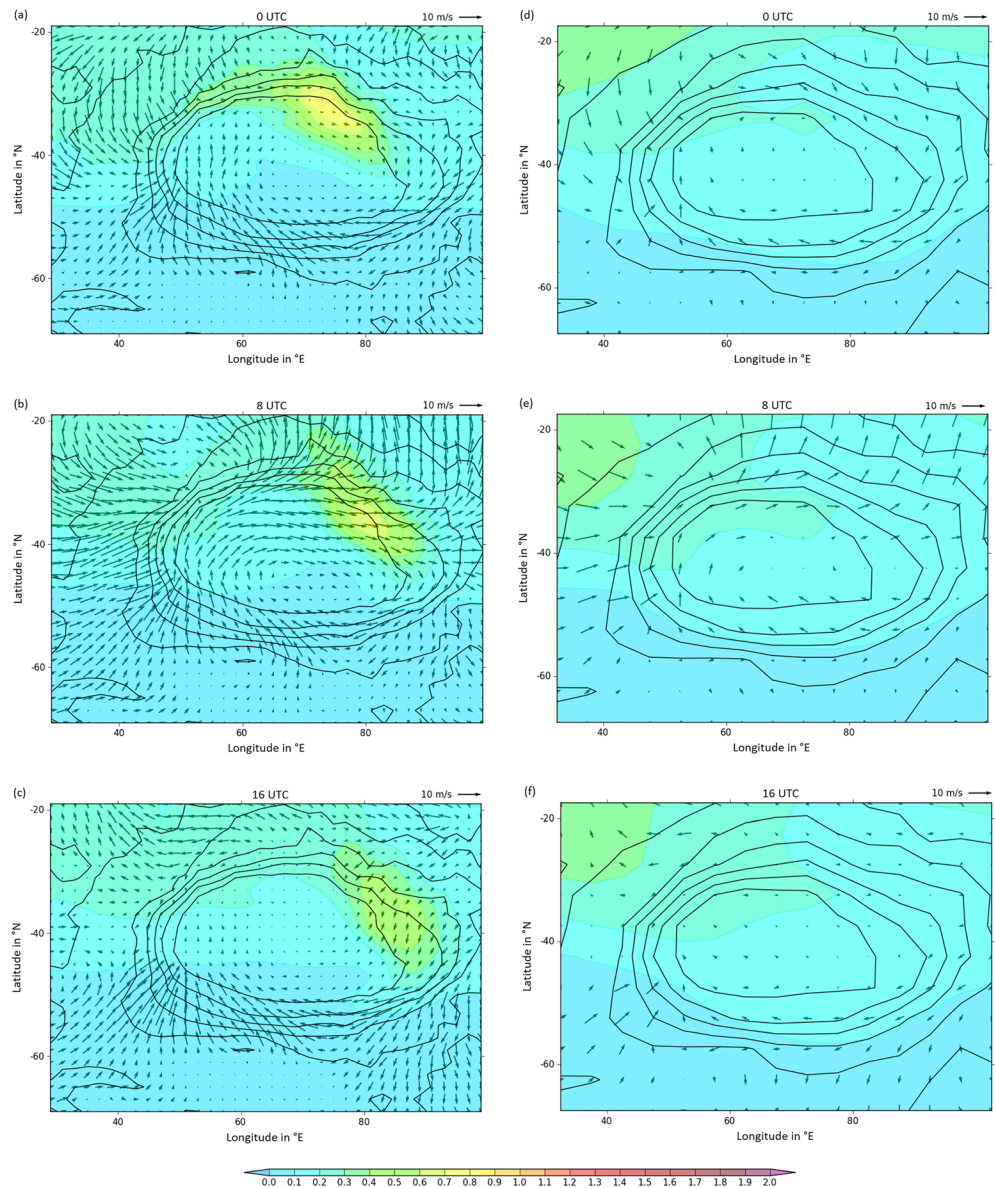 (a) 0 UTC 10 m/s
-20
-40
-60
Latitude in °N
40 60 80
Longitude in °E
(d) 0 UTC 10 m/s
-20
-40
-60
Latitude in °N
40 60 80
Longitude in °E
(b) 8 UTC 10 m/s
-20
-40
-60
Latitude in °N
40 60 80
Longitude in °E
(e) 8 UTC 10 m/s
-20
-40
-60
Latitude in °N
40 60 80
Longitude in °E
(c) 16 UTC 10 m/s
-20
-40
-60
Latitude in °N
40 60 80
Longitude in °E
(f) 16 UTC 10 m/s
-20
-40
-60
Latitude in °N
40 60 80
Longitude in °E
0.0 0.1 0.2 0.3 0.4 0.5 0.6 0.7 0.8 0.9 1.0 1.1 1.2 1.3 1.4 1.5 1.6 1.7 1.8 1.9 2.0